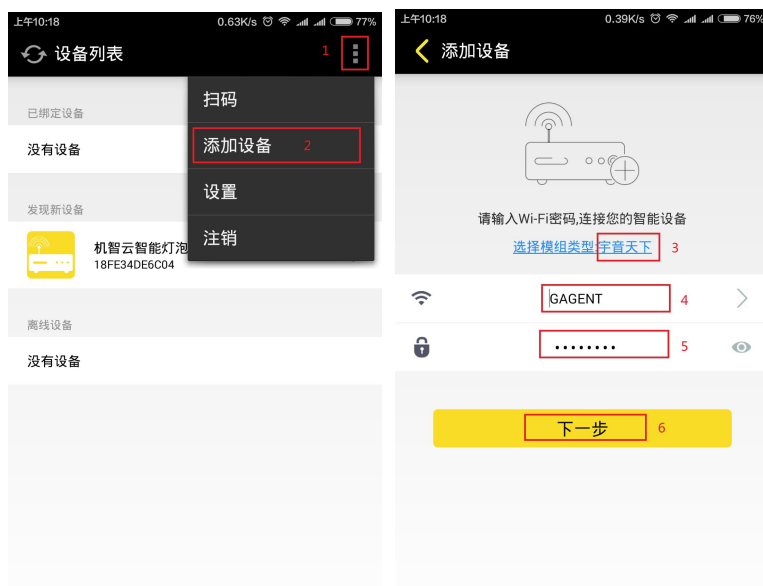 上午10:18
0.63K/s
77%
设备列表
1
扫码
已绑定设备
没有设备
添加设备
2
设置
发现新设备
注销
机智云智能灯泡
18FE34DE6C04
离线设备
没有设备
上午10:18
0.39K/s
76%
添加设备
请输入Wi-Fi密码,连接您的智能设备
选择模组类型:宇音天下
3
GAGENT
4
••••••••
5
下一步
6